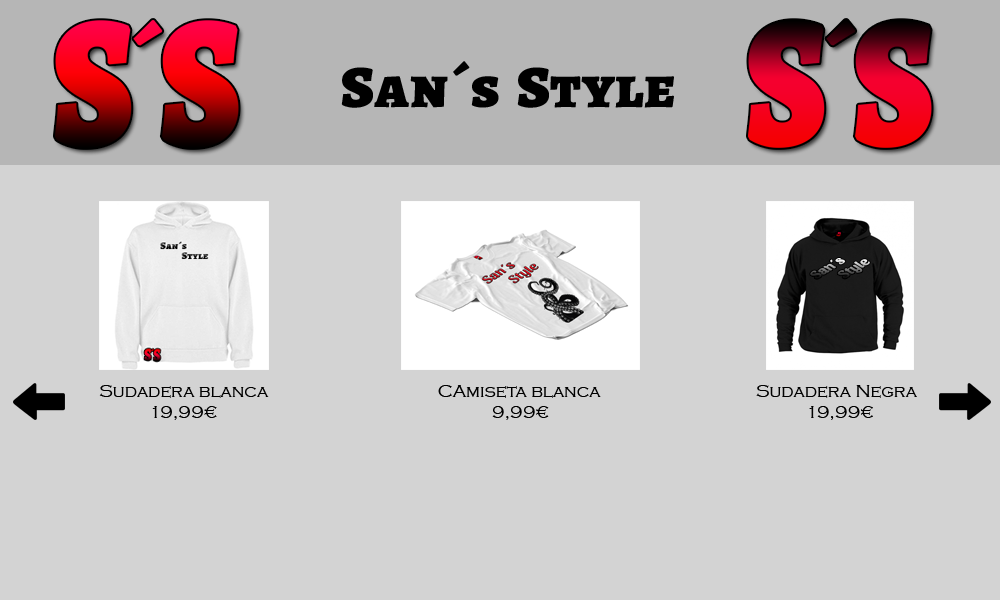 S´S
San´s Style
S´S
San´s
Style
S´S
San´s
Style
San´s Style
Sudadera blanca
19,99€
CAmiseta blanca
9,99€
Sudadera Negra
19,99€